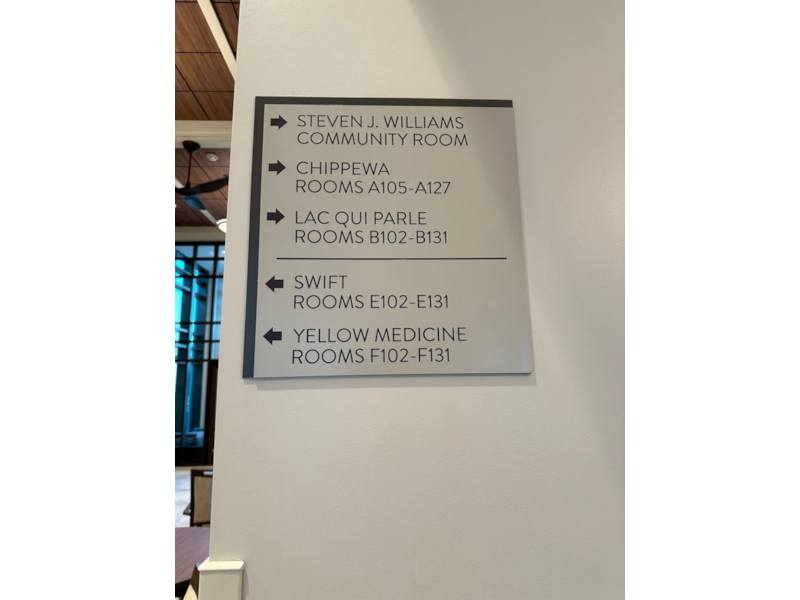 STEVEN J. WILLIAMS
COMMUNITY ROOM
CHIPPEWA
ROOMS A105-A127
LAC QUI PARLE
ROOMS B102-B131
SWIFT
ROOMS E102-E131
YELLOW MEDICINE
ROOMS F102-F131